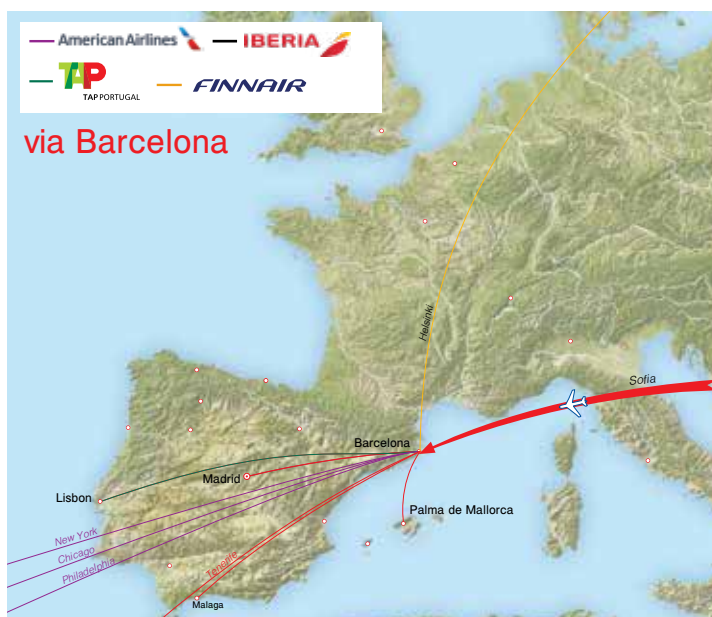 American Airlines
IBERIA
TAP
TAP PORTUGAL
FINNAIR
via Barcelona
Helsinki
Sofia
Barcelona
Madrid
Lisbon
Palma de Mallorca
New York
Chicago
Philadelphia
Tenerife
Malaga